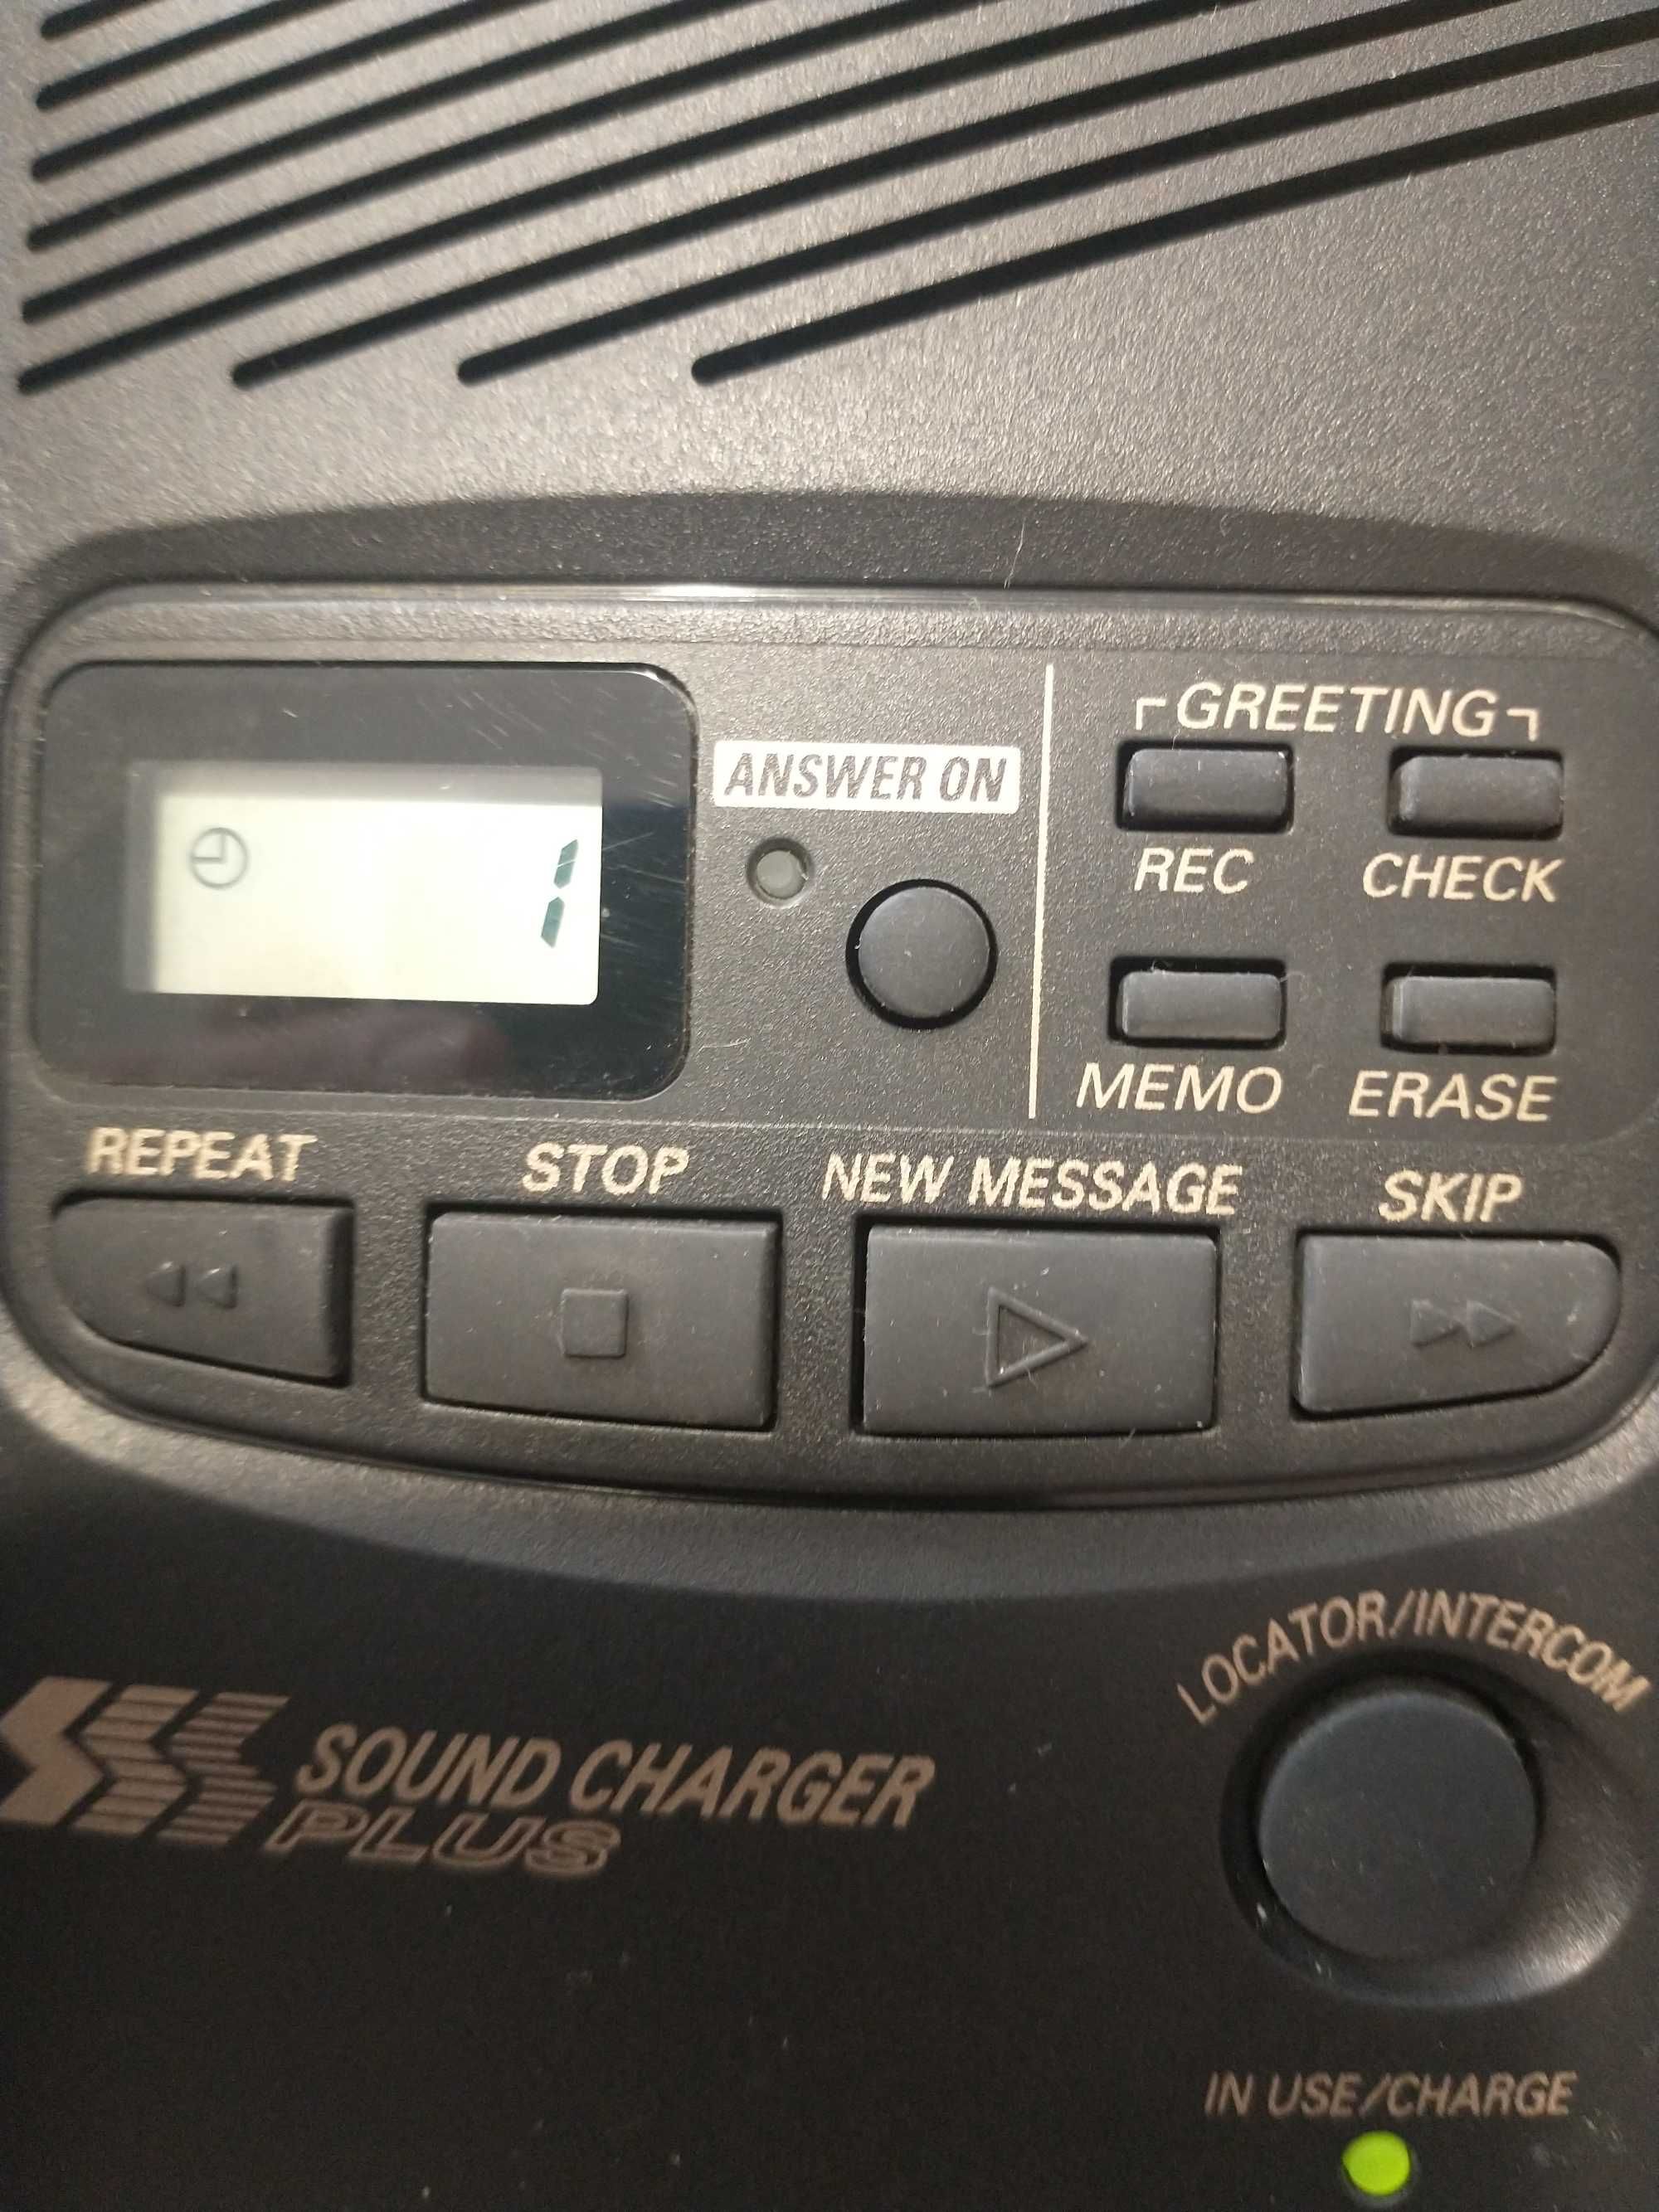 GREETING
ANSWER ON
1
REC CHECK
MEMO ERASE
REPEAT STOP NEW MESSAGE SKIP
LOCATOR/INTERCOM
SOUND CHARGER
PLUS
IN USE/CHARGE